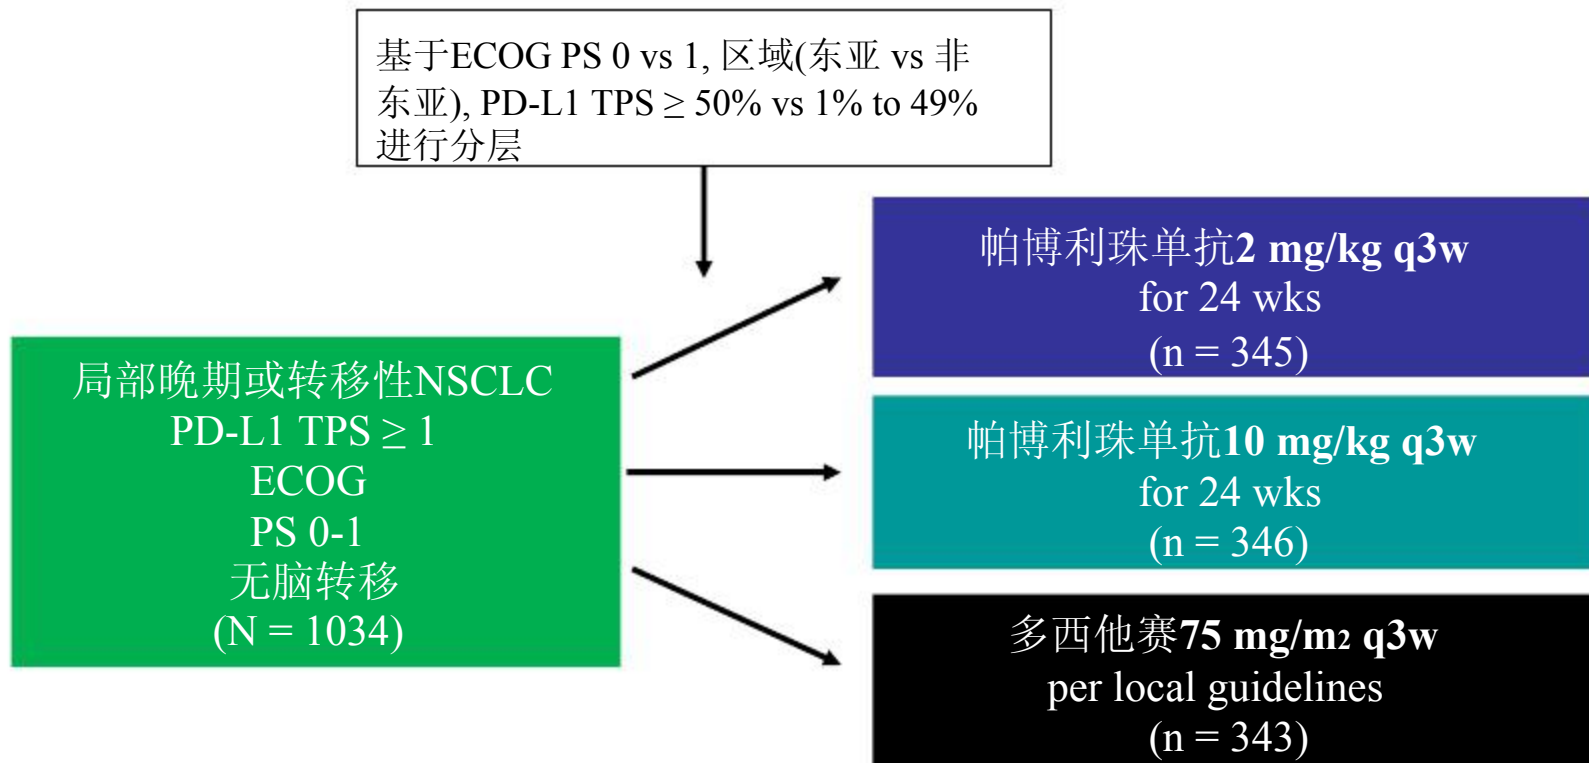 基于ECOG PS 0 vs 1, 区域(东亚 vs 非
东亚), PD-L1 TPS ≥ 50% vs 1% to 49%
进行分层
局部晚期或转移性NSCLC
PD-L1 TPS ≥ 1
ECOG
PS 0-1
无脑转移
(N = 1034)
帕博利珠单抗2 mg/kg q3w
for 24 wks
(n = 345)
帕博利珠单抗10 mg/kg q3w
for 24 wks
(n = 346)
多西他赛75 mg/m2 q3w
per local guidelines
(n = 343)